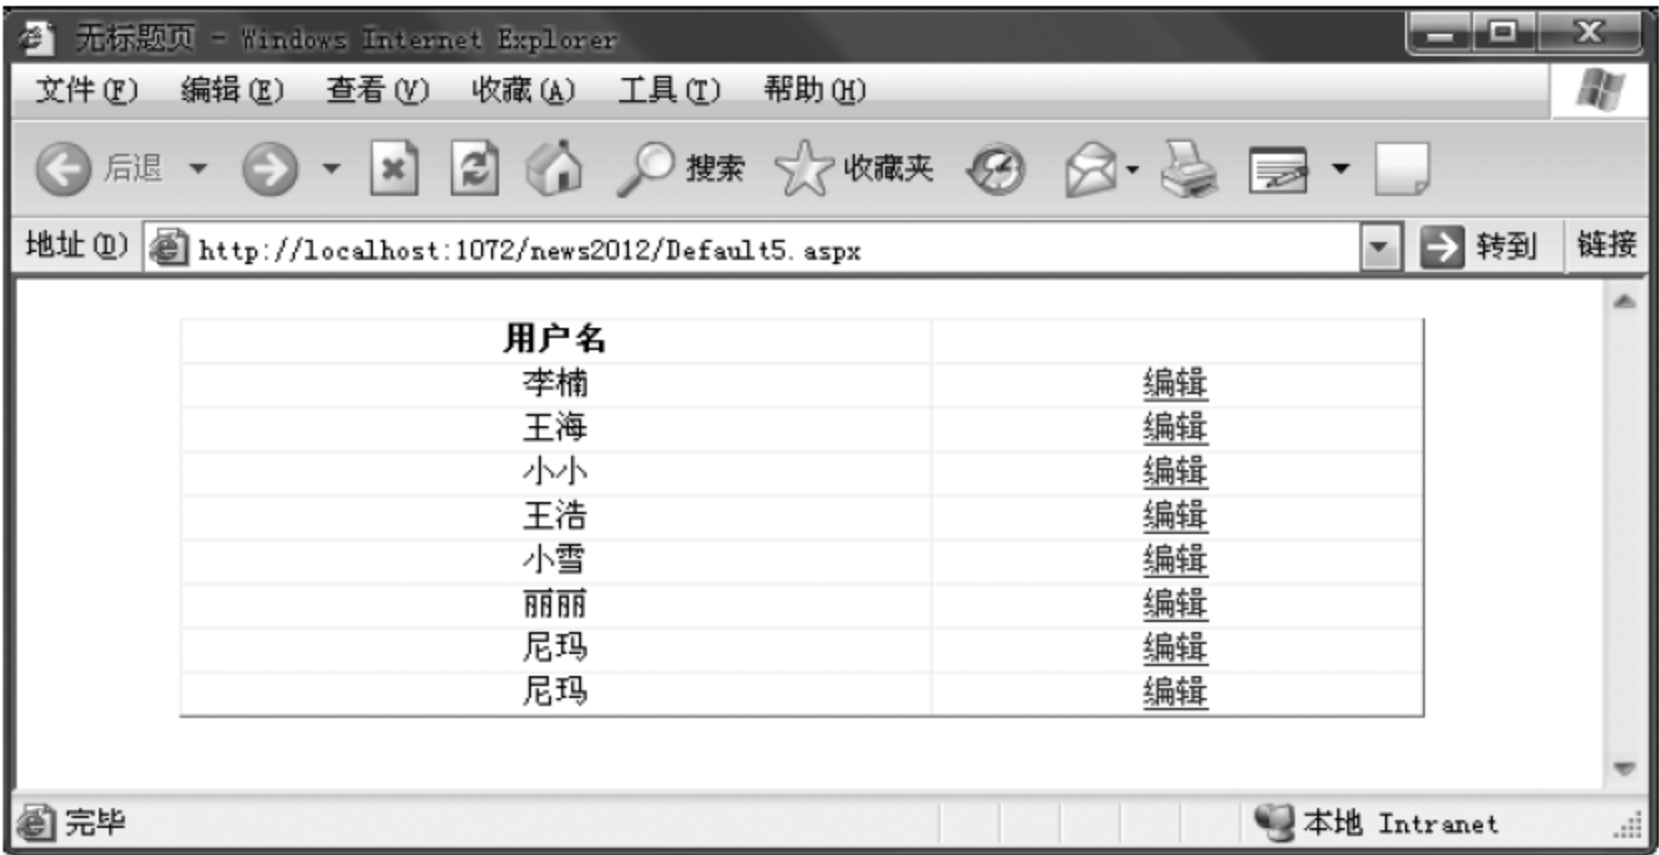 无标题页 - Windows Internet Explorer
文件(F) 编辑(E) 查看(V) 收藏(A) 工具(T) 帮助(H)
后退 搜索 收藏夹
地址(D) http://localhost:1072/news2012/Default5.aspx 转到 链接
用户名
李楠 编辑
王海 编辑
小小 编辑
王浩 编辑
小雪 编辑
丽丽 编辑
尼玛 编辑
尼玛 编辑
完毕 本地 Intranet